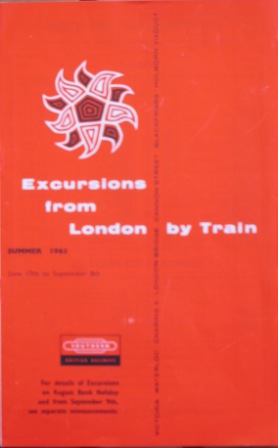 Excursions
from
London by Train
SUMMER 1963
June 17th to September 8th
SOUTHERN
BRITISH RAILWAYS
For details of Excursions
on August Bank Holiday
and from September 9th,
see separate announcements.
VICTORIA WATERLOO CHARING X LONDON BRIDGE CANNON STREET BLACKFRIARS HOLBORN VIADUCT